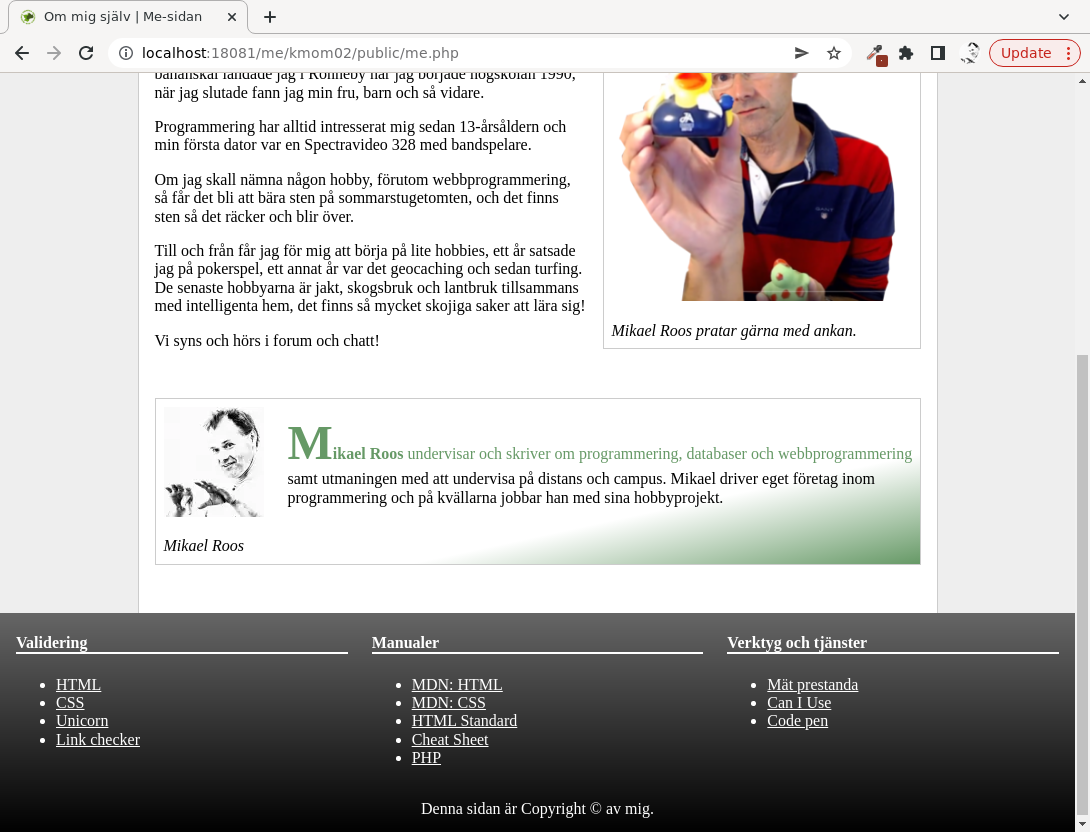 Om mig själv | Me-sidan
localhost:18081/me/kmom02/public/me.php
Update
bananskal landade jag i Ronneby när jag började högskolan 1990,
när jag slutade fann jag min fru, barn och så vidare.
Programmering har alltid intresserat mig sedan 13-årsåldern och
min första dator var en Spectravideo 328 med bandspelare.
Om jag skall nämna någon hobby, förutom webbprogrammering,
så får det bli att bära sten på sommarstugetomten, och det finns
sten så det räcker och blir över.
Till och från får jag för mig att börja på lite hobbies, ett år satsade
jag på pokerspel, ett annat år var det geocaching och sedan turfing.
De senaste hobbyarna är jakt, skogsbruk och lantbruk tillsammans
med intelligenta hem, det finns så mycket skojiga saker att lära sig!
Vi syns och hörs i forum och chatt!
Mikael Roos pratar gärna med ankan.
Mikael Roos undervisar och skriver om programmering, databaser och webbprogrammering
samt utmaningen med att undervisa på distans och campus. Mikael driver eget företag inom
programmering och på kvällarna jobbar han med sina hobbyprojekt.
Mikael Roos
Validering
HTML
CSS
Unicorn
Link checker
Manualer
MDN: HTML
MDN: CSS
HTML Standard
Cheat Sheet
PHP
Verktyg och tjänster
Mät prestanda
Can I Use
Code pen
Denna sidan är Copyright © av mig.